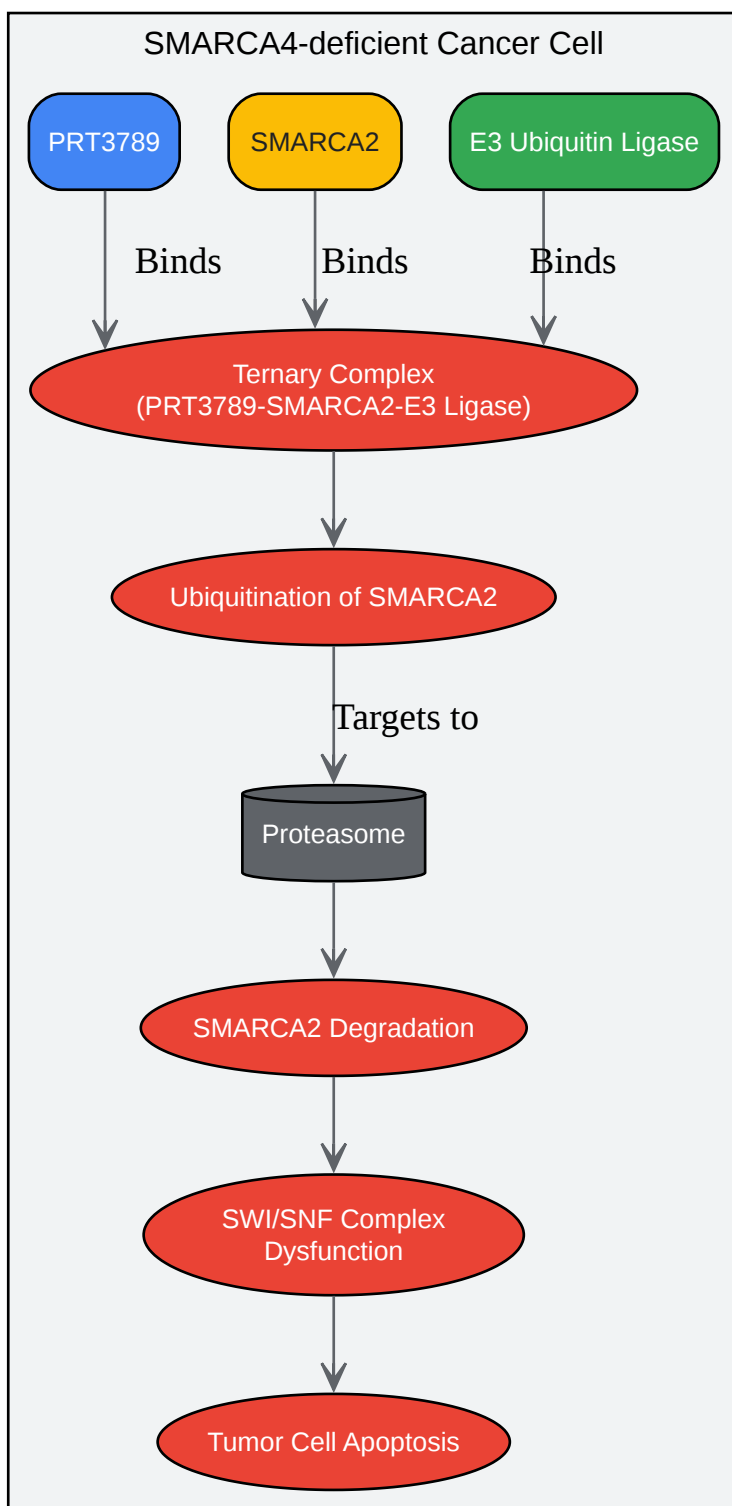 SMARCA4-deficient Cancer Cell
PRT3789
SMARCA2
E3 Ubiquitin Ligase
Binds
Binds
Binds
Ternary Complex
(PRT3789-SMARCA2-E3 Ligase)
Ubiquitination of SMARCA2
Targets to
Proteasome
SMARCA2 Degradation
SWI/SNF Complex
Dysfunction
Tumor Cell Apoptosis